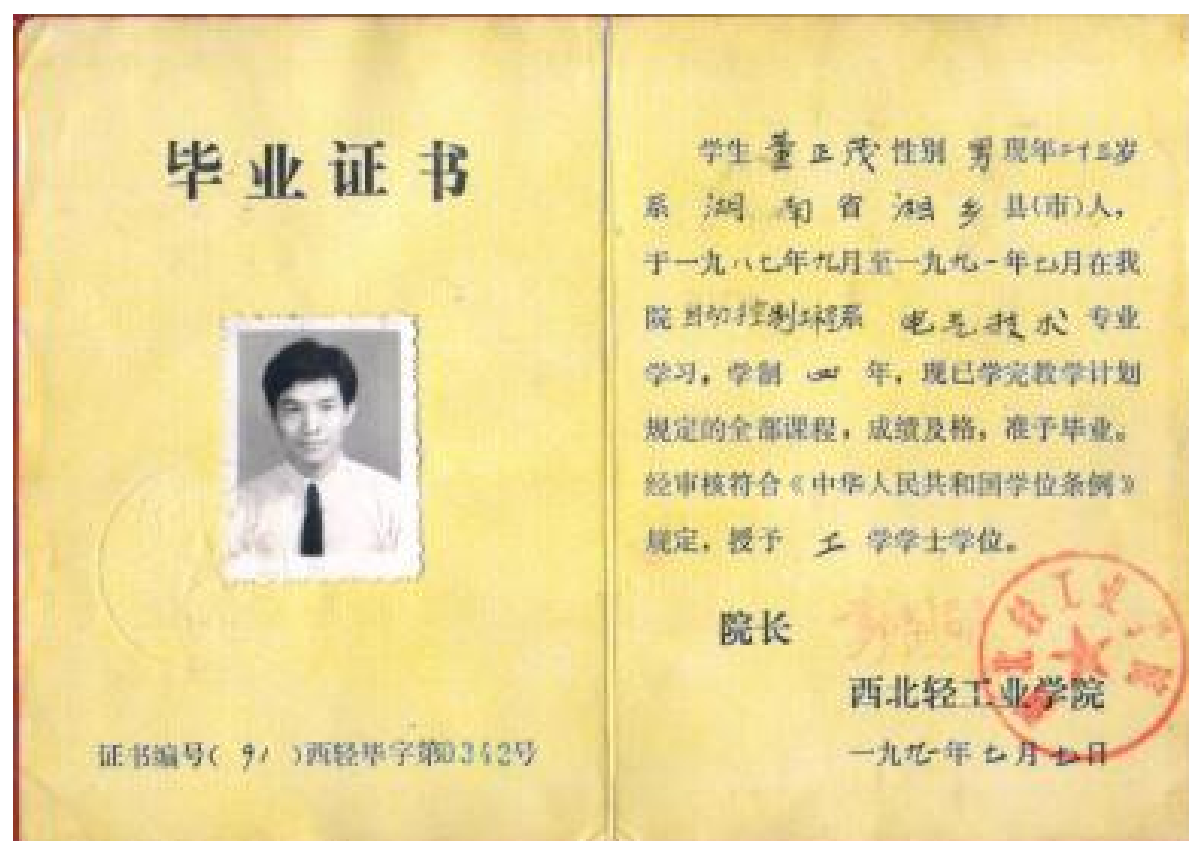 毕业证书
证书编号(91)西轻毕字第0342号
学生董正茂性别男现年二十三岁
系湖南省湘乡县(市)人，
于一九八七年九月至一九九一年七月在我
院自动控制工程系 电气技术 专业
学习，学制四年，现已学完教学计划
规定的全部课程，成绩及格，准予毕业。
经审核符合《中华人民共和国学位条例》
规定，授予工学学士学位。
院长
西北轻工业学院
一九九一年七月七日
西北轻工业学院